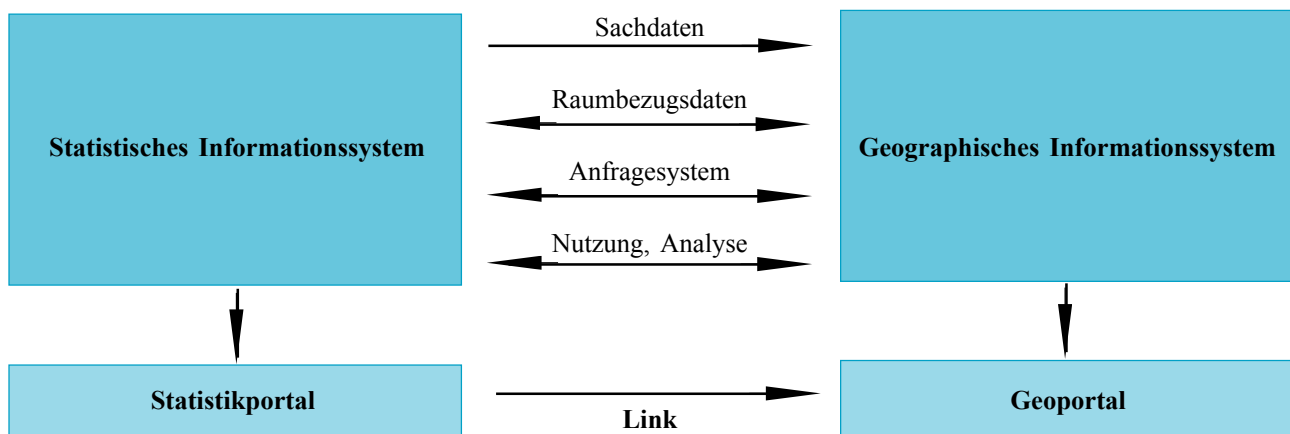 Sachdaten
Raumbezugsdaten
Statistisches Informationssystem
Geographisches Informationssystem
Anfragesystem
Nutzung, Analyse
Statistikportal
Link
Geoportal